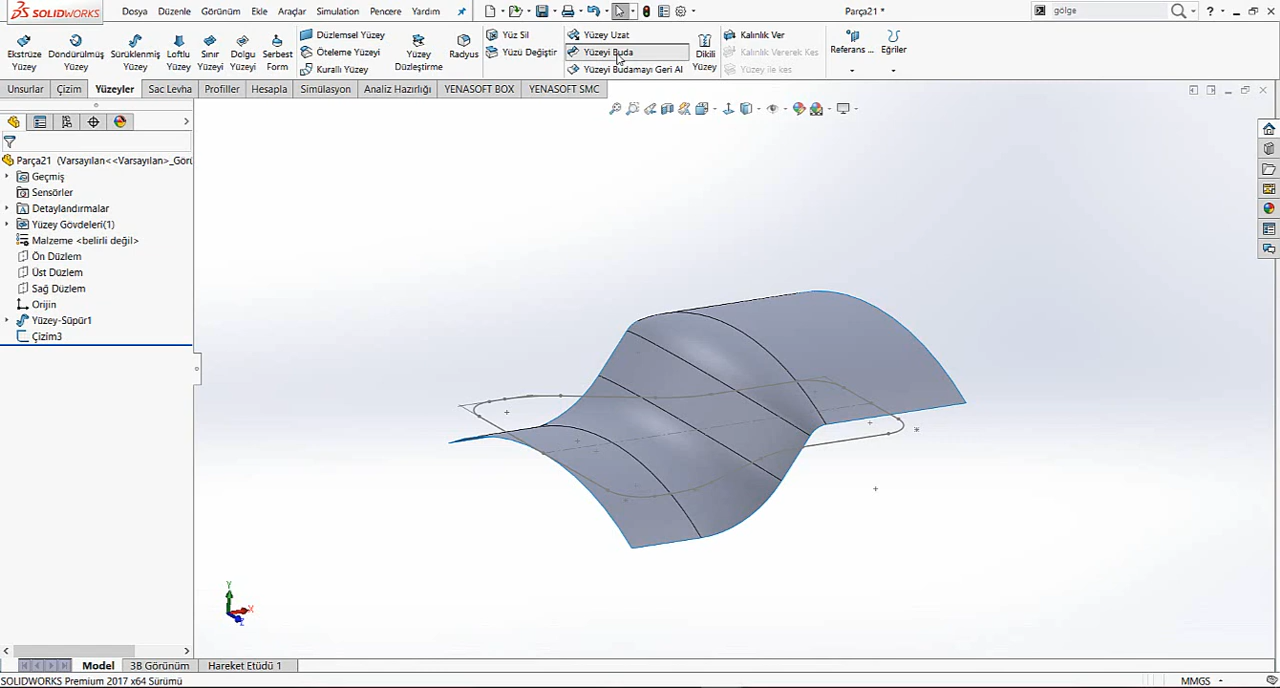 SOLIDWORKS Dosya Düzenle Görünüm Ekle Araçlar Simulation Pencere Yardım Parça21 * gölge
Ekstrüze Yüzey
Döndürülmüş Yüzey
Sürüklenmiş Yüzey
Loftlu Yüzey
Sınır Yüzeyi
Dolgu Yüzeyi
Serbest Form
Düzlemsel Yüzey
Öteleme Yüzeyi
Kurallı Yüzey
Yüzey Düzleştirme
Radyus
Yüz Sil
Yüzü Değiştir
Yüzey Uzat
Yüzeyi Buda
Yüzeyi Budamayı Geri Al
Dikili Yüzey
Kalınlık Ver
Kalınlık Vererek Kes
Yüzey ile kes
Referans ...
Eğriler
Unsurlar Çizim Yüzeyler Sac Levha Profiller Hesapla Simülasyon Analiz Hazırlığı YENASOFT BOX YENASOFT SMC
Parça21 (Varsayılan<<Varsayılan>_Görü
Geçmiş
Sensörler
Detaylandırmalar
Yüzey Gövdeleri(1)
Malzeme <belirli değil>
Ön Düzlem
Üst Düzlem
Sağ Düzlem
Orijin
Yüzey-Süpür1
Çizim3
Y
X
Z
Model 3B Görünüm Hareket Etüdü 1
SOLIDWORKS Premium 2017 x64 Sürümü MMGS